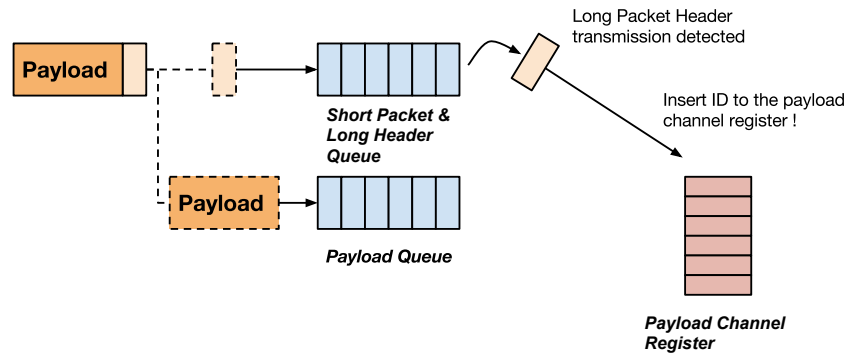 Long Packet Header
transmission detected
Payload
Insert ID to the payload
channel register !
Short Packet &
Long Header
Queue
Payload
Payload Queue
Payload Channel
Register